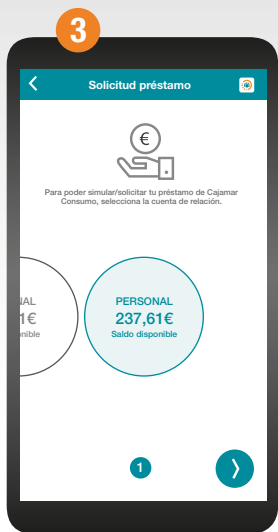 3
Solicitud préstamo
€
Para poder simular/solicitar tu préstamo de Cajamar
Consumo, selecciona la cuenta de relación.
PERSONAL
237,61€
Saldo disponible
1